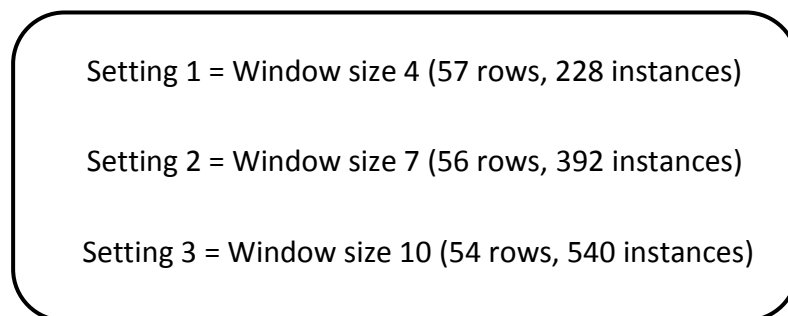 Setting 1 = Window size 4 (57 rows, 228 instances)
Setting 2 = Window size 7 (56 rows, 392 instances)
Setting 3 = Window size 10 (54 rows, 540 instances)